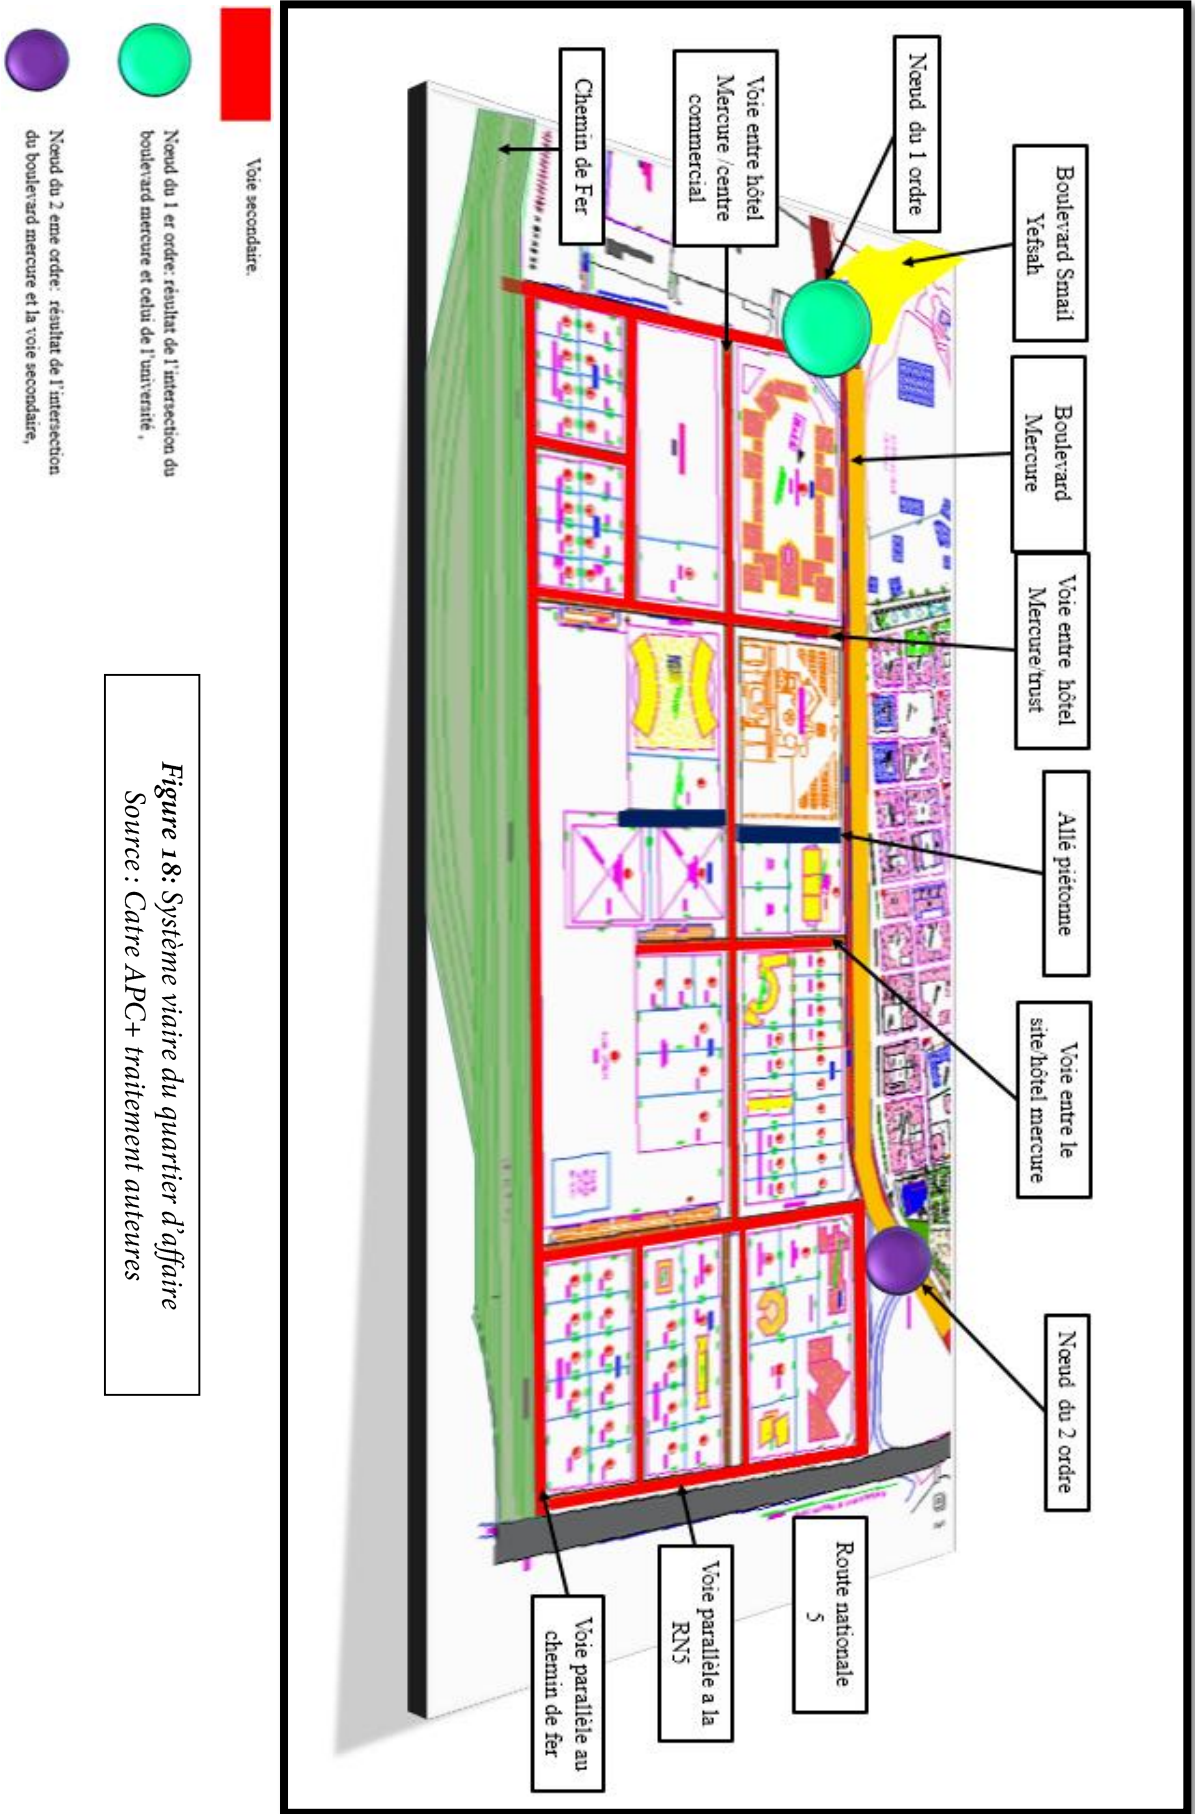 Boulevard Smail
Yefsah
Boulevard
Mercure
Voie entre hôtel
Mercure/trust
Allé piétonne
Voie entre le
site/hôtel mercure
Nœud du 2 ordre
Nœud du 1 ordre
Voie entre hôtel
Mercure /centre
commercial
Chemin de Fer
Route nationale
5
Voie parallèle a la
RN5
Voie parallèle au
chemin de fer
Voie secondaire.
Nœud du 1 er ordre: résultat de l'intersection du
boulevard mercure et celui de l'université ,
Nœud du 2 eme ordre: résultat de l'intersection
du boulevard mercure et la voie secondaire,
Figure 18: Système viaire du quartier d'affaire
Source : Catre APC+ traitement auteures